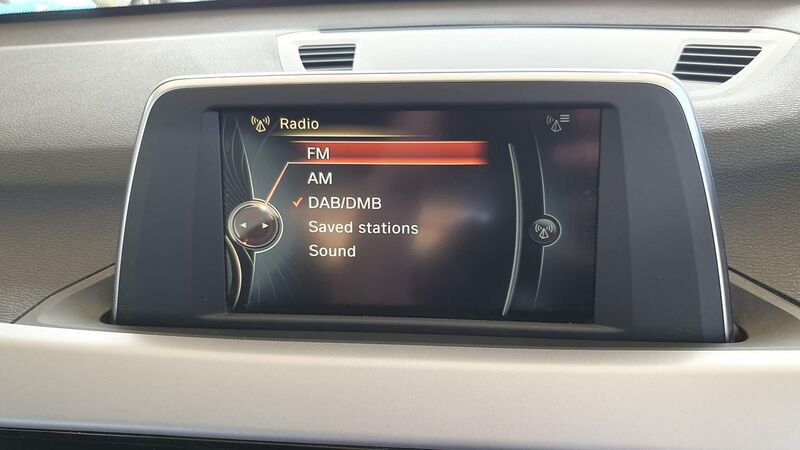 Radio
FM
AM
DAB/DMB
Saved stations
Sound